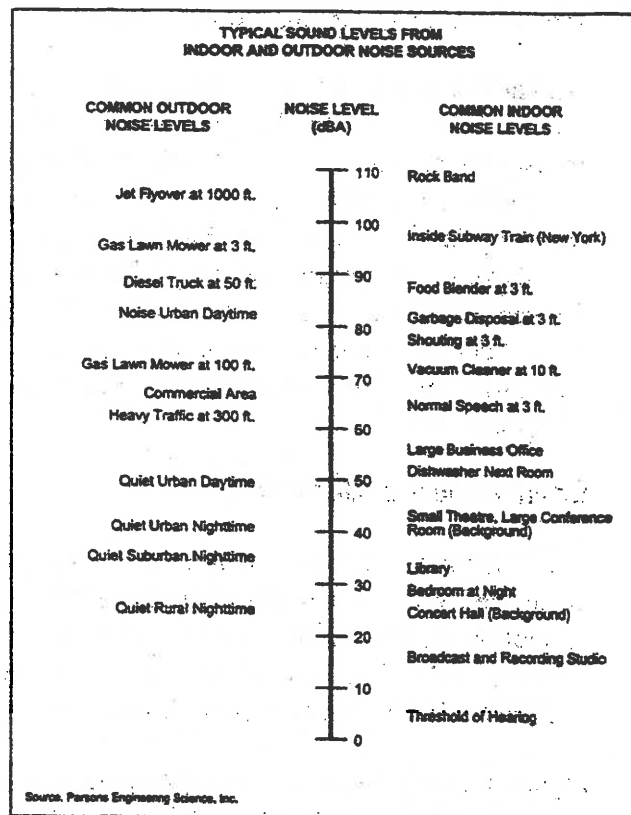 TYPICAL SOUND LEVELS FROM
INDOOR AND OUTDOOR NOISE SOURCES
COMMON OUTDOOR
NOISE LEVELS
NOISE LEVEL
(dBA)
COMMON INDOOR
NOISE LEVELS
110
Rock Band
Jet Flyover at 1000 ft.
100
Inside Subway Train (New York)
Gas Lawn Mower at 3 ft.
90
Diesel Truck at 50 ft.
Food Blender at 3 ft.
Noise Urban Daytime
Garbage Disposal at 3 ft.
80
Shouting at 3 ft.
Gas Lawn Mower at 100 ft.
Vacuum Cleaner at 10 ft.
70
Commercial Area
Normal Speech at 3 ft.
Heavy Traffic at 300 ft.
60
Large Business Office
Dishwasher Next Room
Quiet Urban Daytime
50
Small Theatre, Large Conference
Room (Background)
Quiet Urban Nighttime
40
Quiet Suburban Nighttime
Library
30
Bedroom at Night
Quiet Rural Nighttime
Concert Hall (Background)
20
Broadcast and Recording Studio
10
Threshold of Hearing
0
Source. Parsons Engineering Science, Inc.